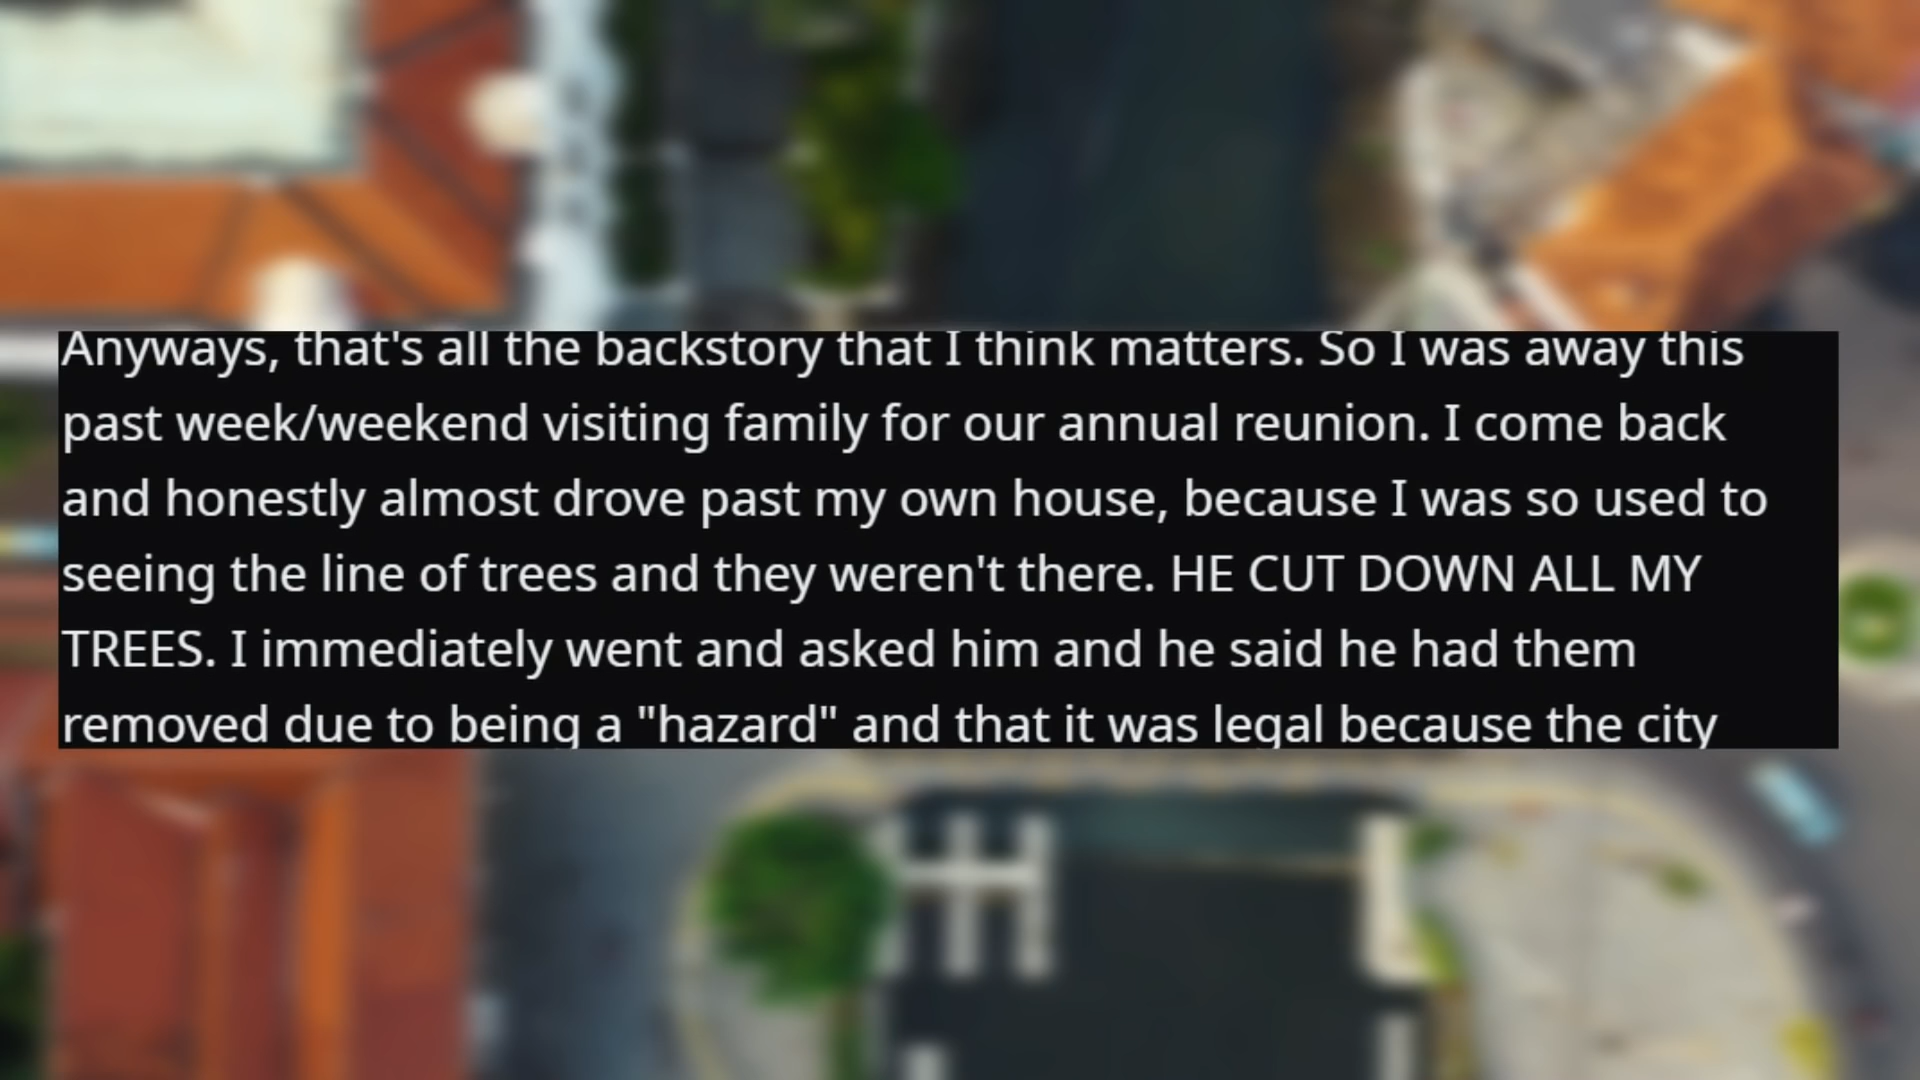 Anyways, that's all the backstory that I think matters. So I was away this
past week/weekend visiting family for our annual reunion. I come back
and honestly almost drove past my own house, because I was so used to
seeing the line of trees and they weren't there. HE CUT DOWN ALL MY
TREES. I immediately went and asked him and he said he had them
removed due to being a "hazard" and that it was legal because the city